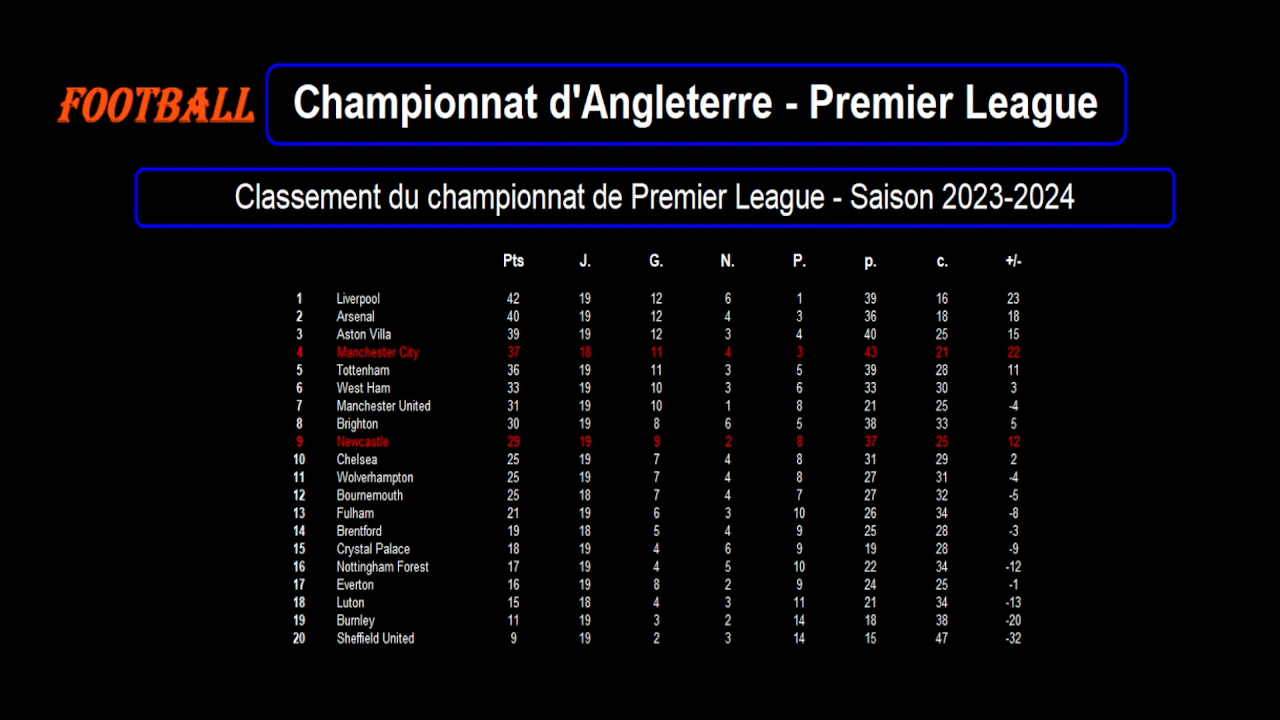 FOOTBALL Championnat d'Angleterre - Premier League
Classement du championnat de Premier League - Saison 2023-2024
Pts J. G. N. P. p. c. +/-
1 Liverpool 42 19 12 6 1 39 16 23
2 Arsenal 40 19 12 4 3 36 18 18
3 Aston Villa 39 19 12 3 4 40 25 15
4 Manchester City 37 18 11 4 3 43 21 22
5 Tottenham 36 19 11 3 5 39 28 11
6 West Ham 33 19 10 3 6 33 30 3
7 Manchester United 31 19 10 1 8 21 25 -4
8 Brighton 30 19 8 6 5 38 33 5
9 Newcastle 29 19 9 2 8 37 25 12
10 Chelsea 25 19 7 4 8 31 29 2
11 Wolverhampton 25 19 7 4 8 27 31 -4
12 Bournemouth 25 18 7 4 7 27 32 -5
13 Fulham 21 19 6 3 10 26 34 -8
14 Brentford 19 18 5 4 9 25 28 -3
15 Crystal Palace 18 19 4 6 9 19 28 -9
16 Nottingham Forest 17 19 4 5 10 22 34 -12
17 Everton 16 19 8 2 9 24 25 -1
18 Luton 15 18 4 3 11 21 34 -13
19 Burnley 11 19 3 2 14 18 38 -20
20 Sheffield United 9 19 2 3 14 15 47 -32